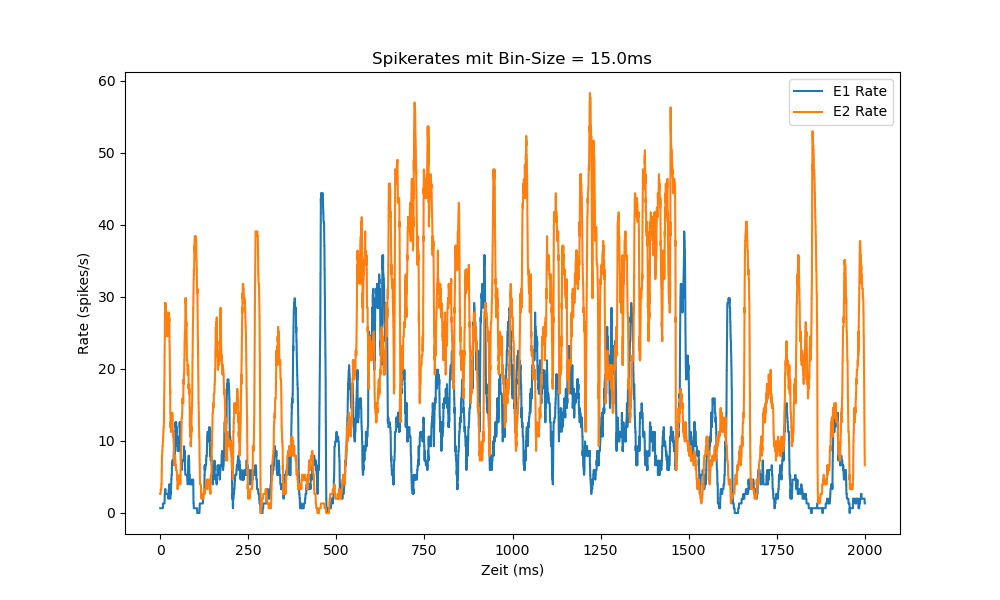 Spikerates mit Bin-Size = 15.0ms
E1 Rate
E2 Rate
60
50
40
30
20
10
0
Rate (spikes/s)
0 250 500 750 1000 1250 1500 1750 2000
Zeit (ms)